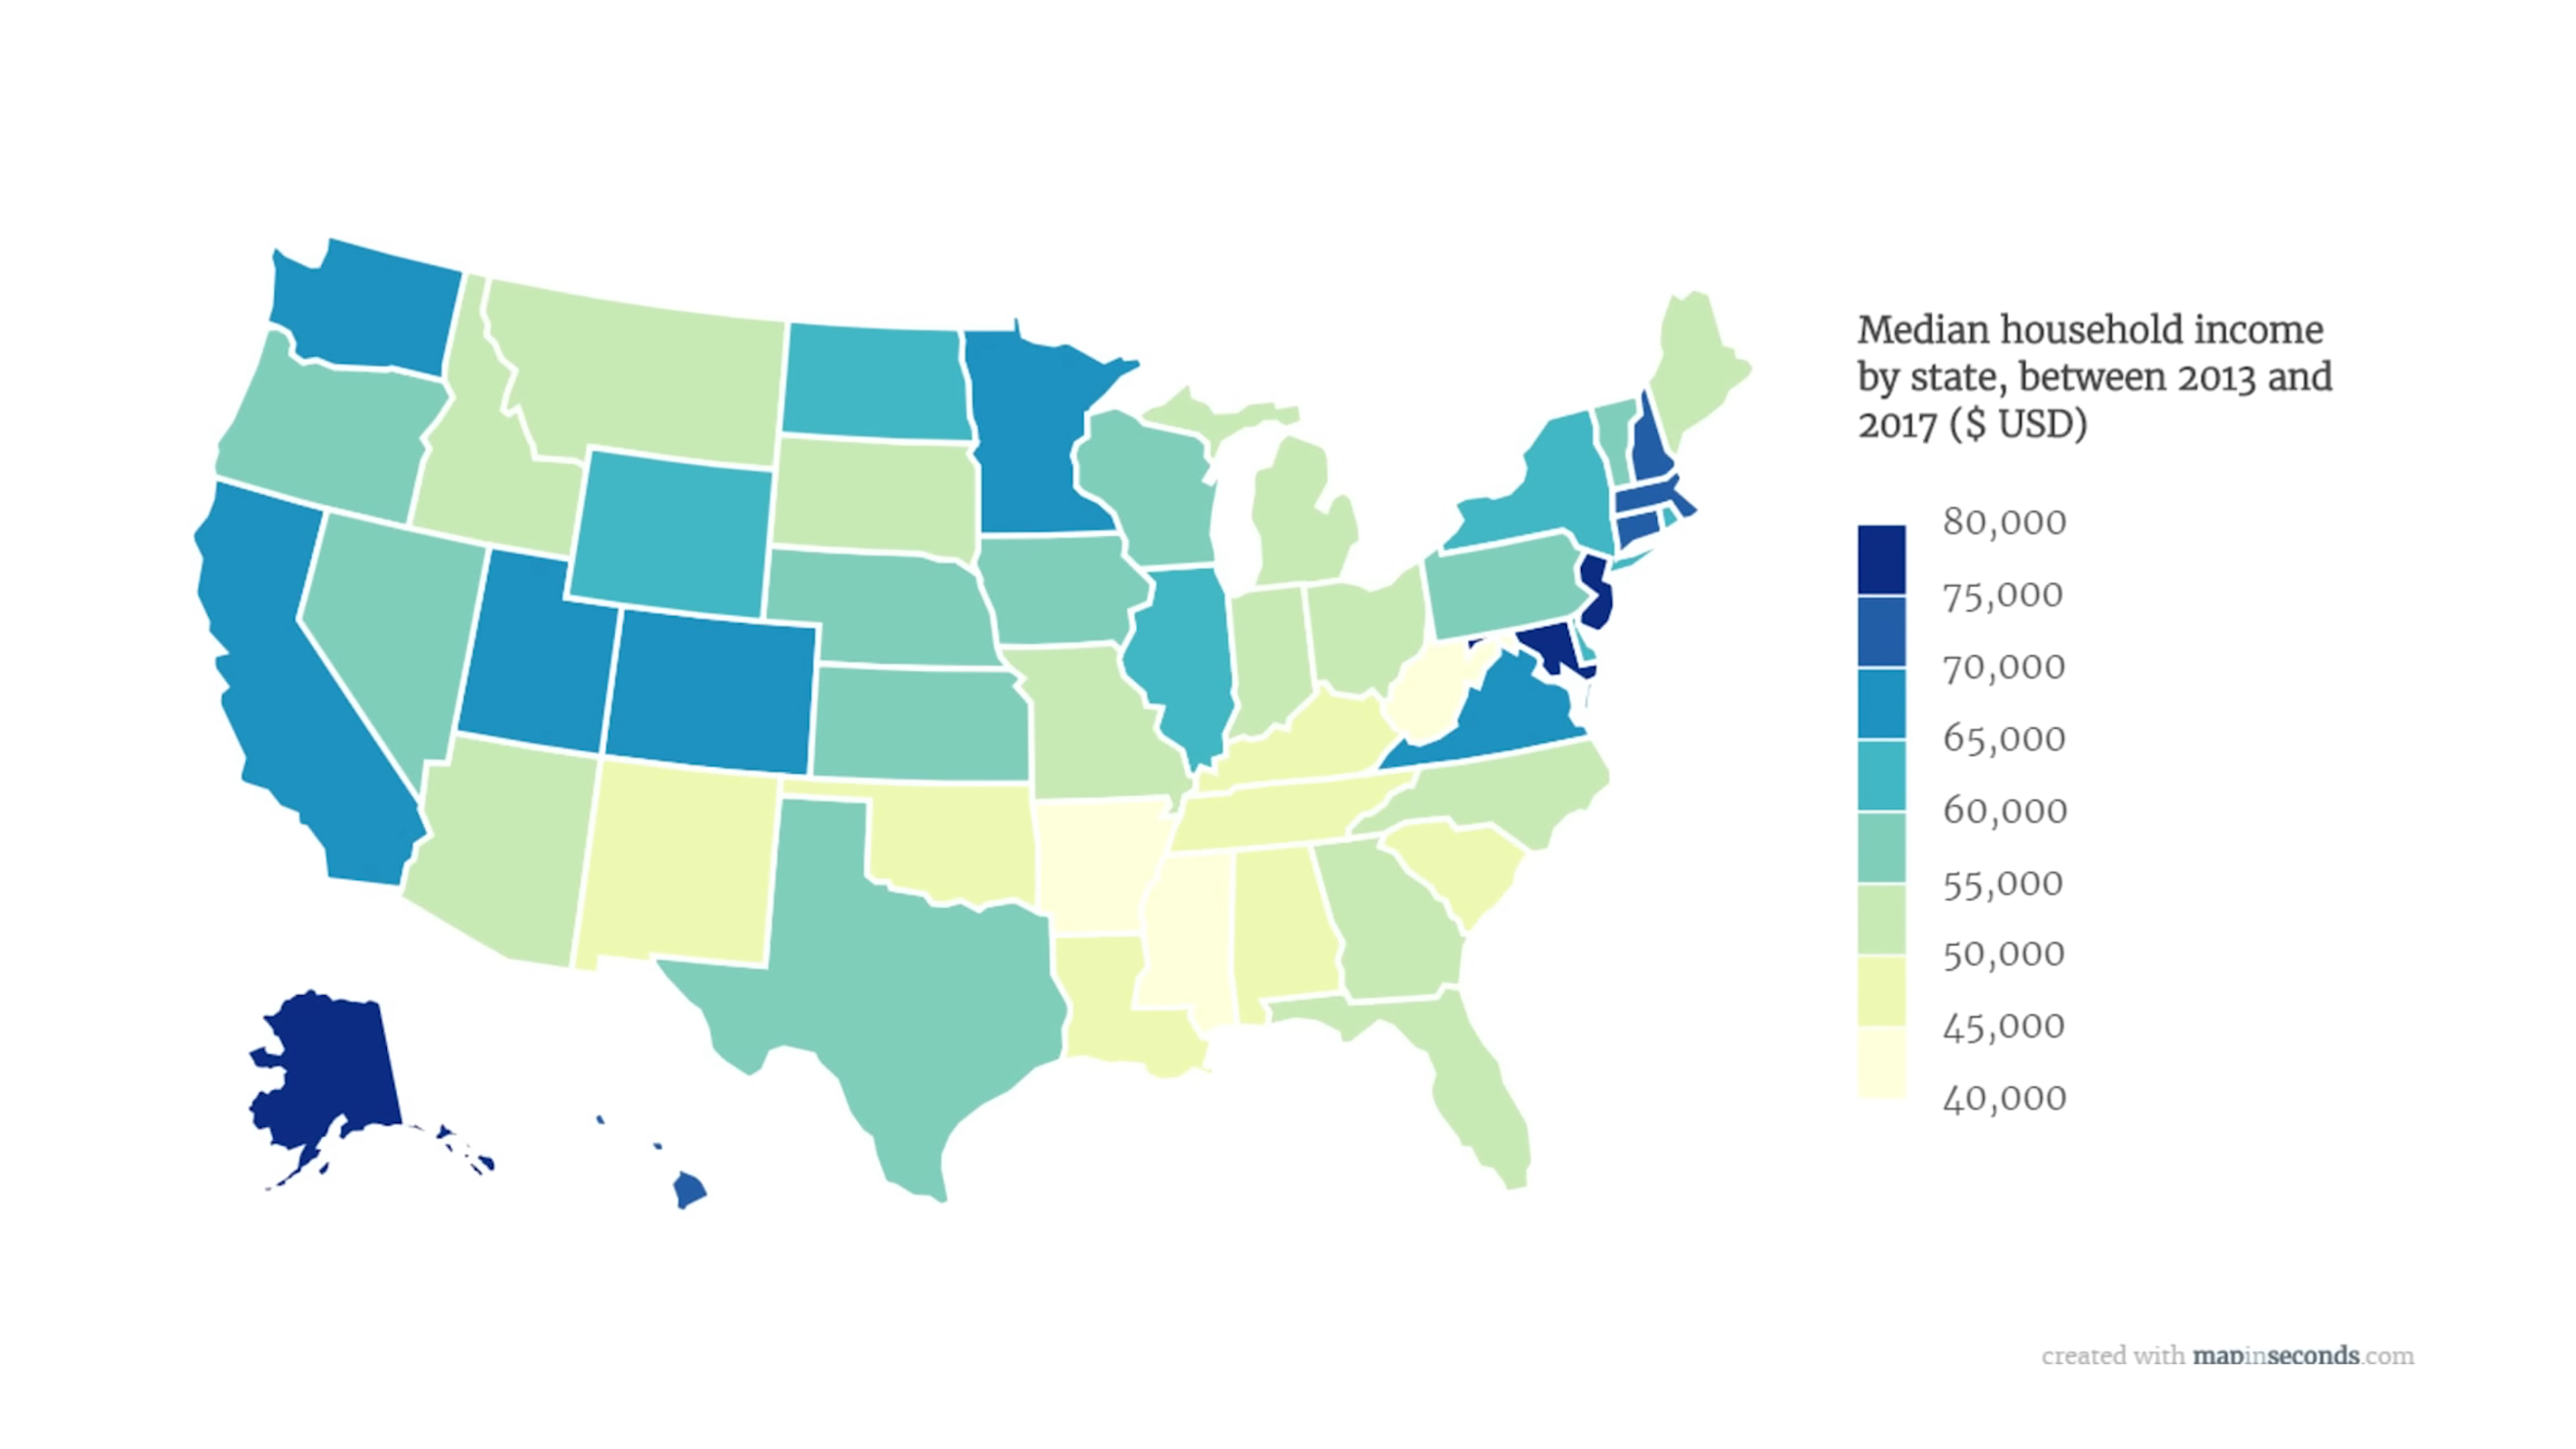 Median household income
by state, between 2013 and
2017 ($ USD)
80,000
75,000
70,000
65,000
60,000
55,000
50,000
45,000
40,000
created with mapinseconds.com